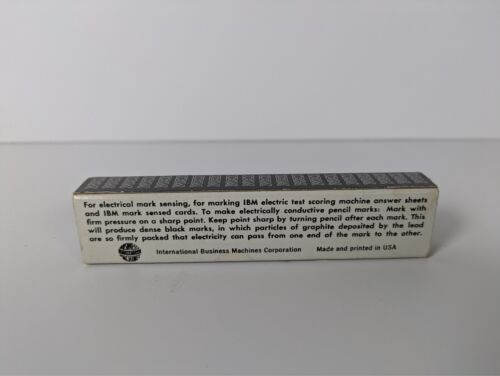 For electrical mark sensing, for marking IBM electric test scoring machine answer sheets
and IBM mark sensed cards. To make electrically conductive pencil marks: Mark with
firm pressure on a sharp point. Keep point sharp by turning pencil after each mark. This
will produce dense black marks, in which particles of graphite deposited by the lead
are so firmly packed that electricity can pass from one end of the mark to the other.
International Business Machines Corporation Made and printed in USA